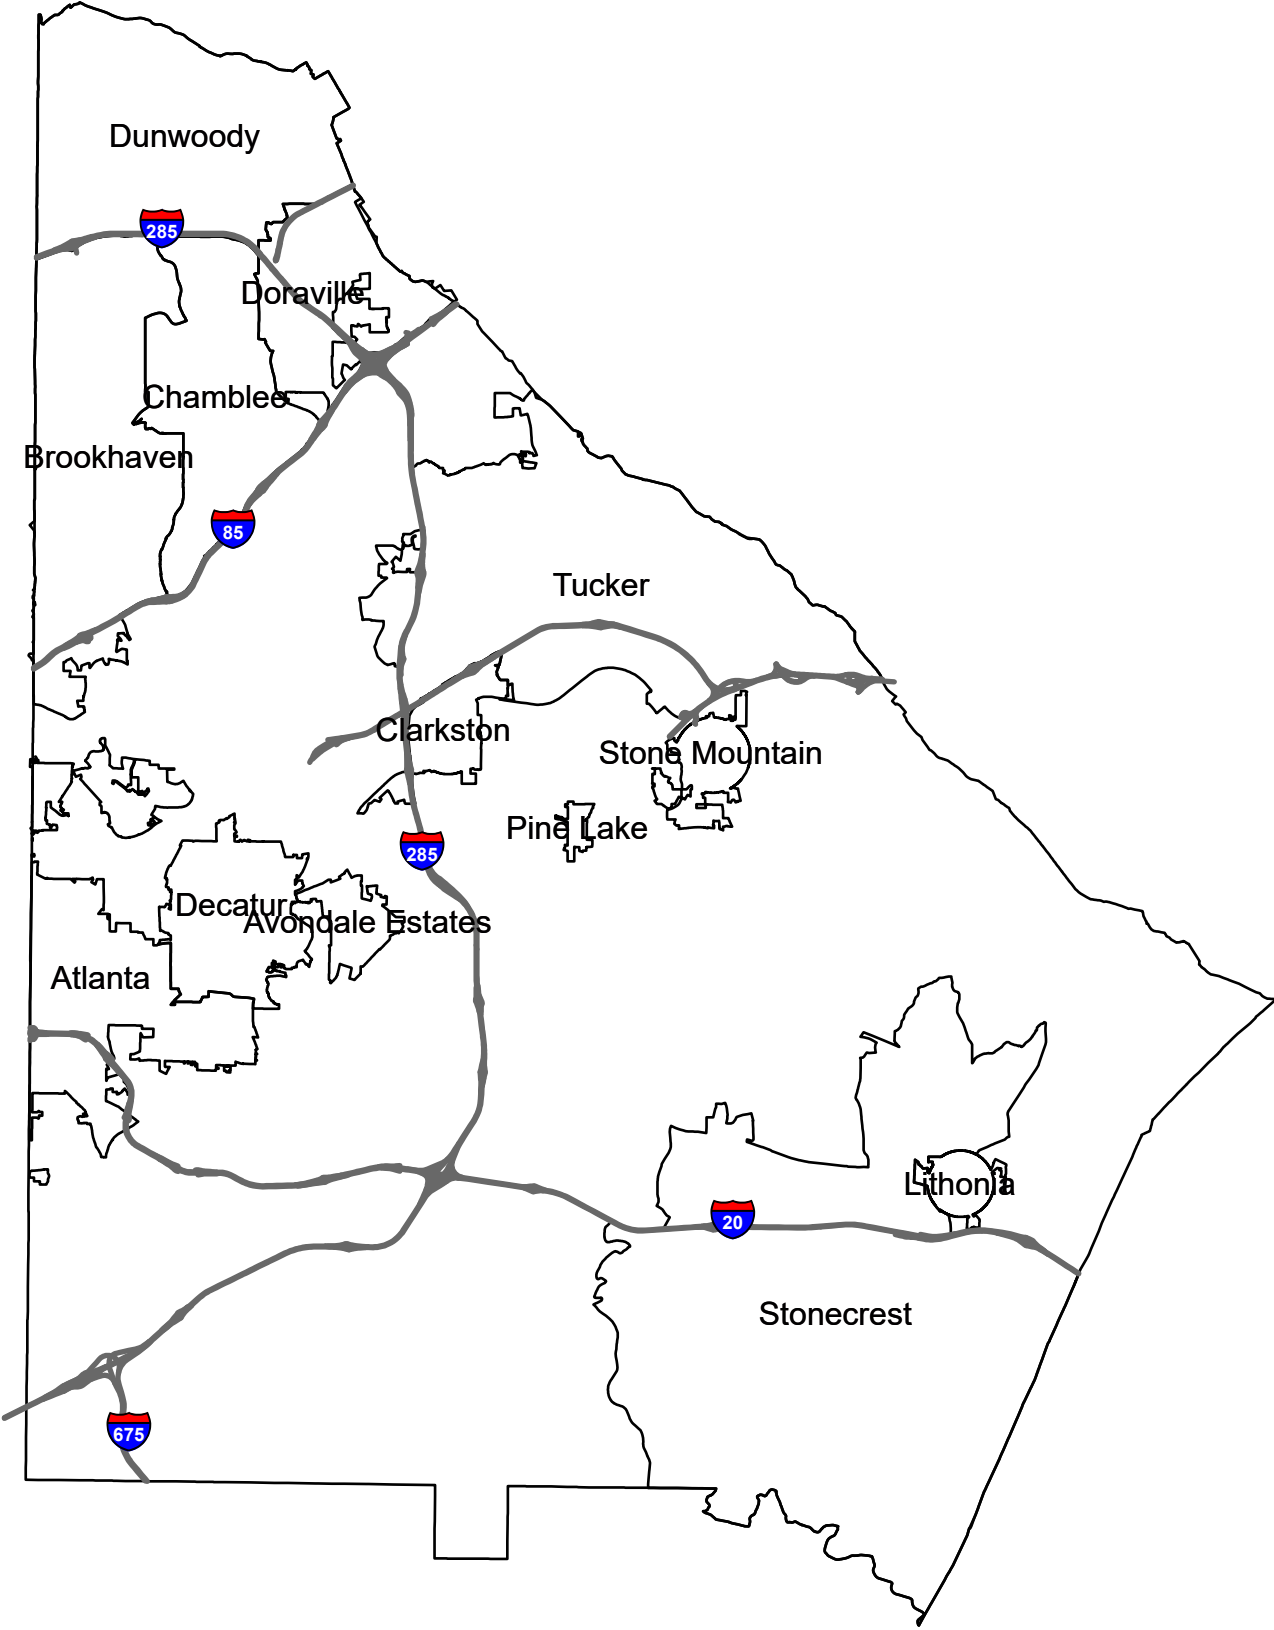 Dunwoody
285
Doraville
Chamblee
Brookhaven
85
Tucker
Clarkston
Stone Mountain
Pine Lake
285
Decatur
Avondale Estates
Atlanta
Lithonia
20
Stonecrest
675